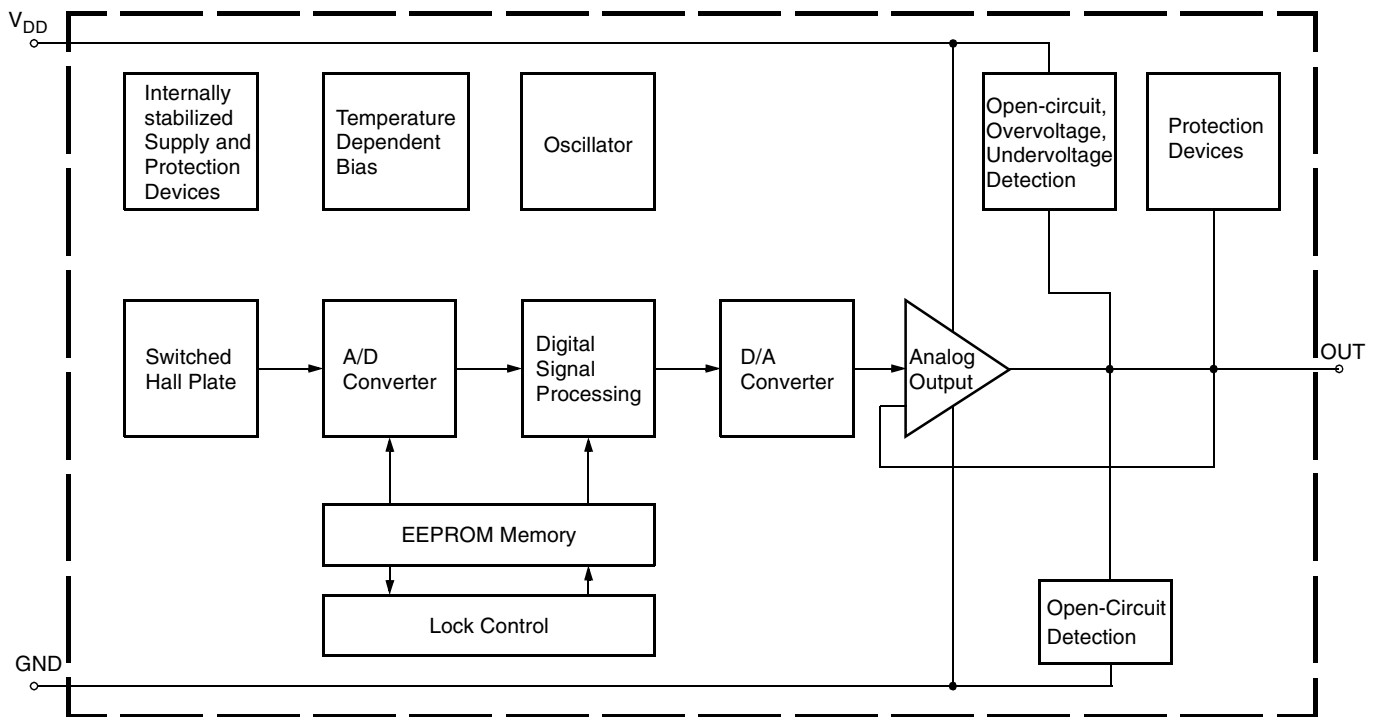 VDD
Internally
stabilized
Supply and
Protection
Devices
Temperature
Dependent
Bias
Oscillator
Open-circuit,
Overvoltage,
Undervoltage
Detection
Protection
Devices
Switched
Hall Plate
A/D
Converter
Digital
Signal
Processing
D/A
Converter
Analog
Output
OUT
EEPROM Memory
Lock Control
Open-Circuit
Detection
GND